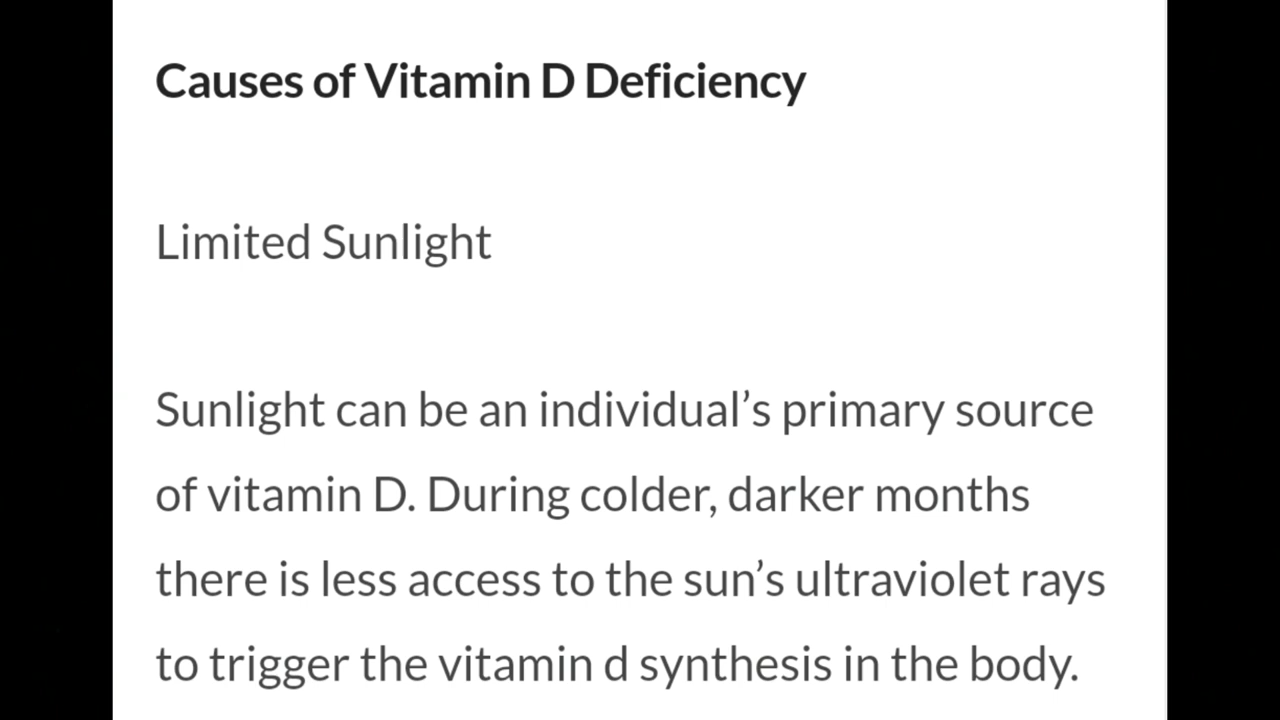 Causes of Vitamin D Deficiency
Limited Sunlight
Sunlight can be an individual’s primary source
of vitamin D. During colder, darker months
there is less access to the sun’s ultraviolet rays
to trigger the vitamin d synthesis in the body.